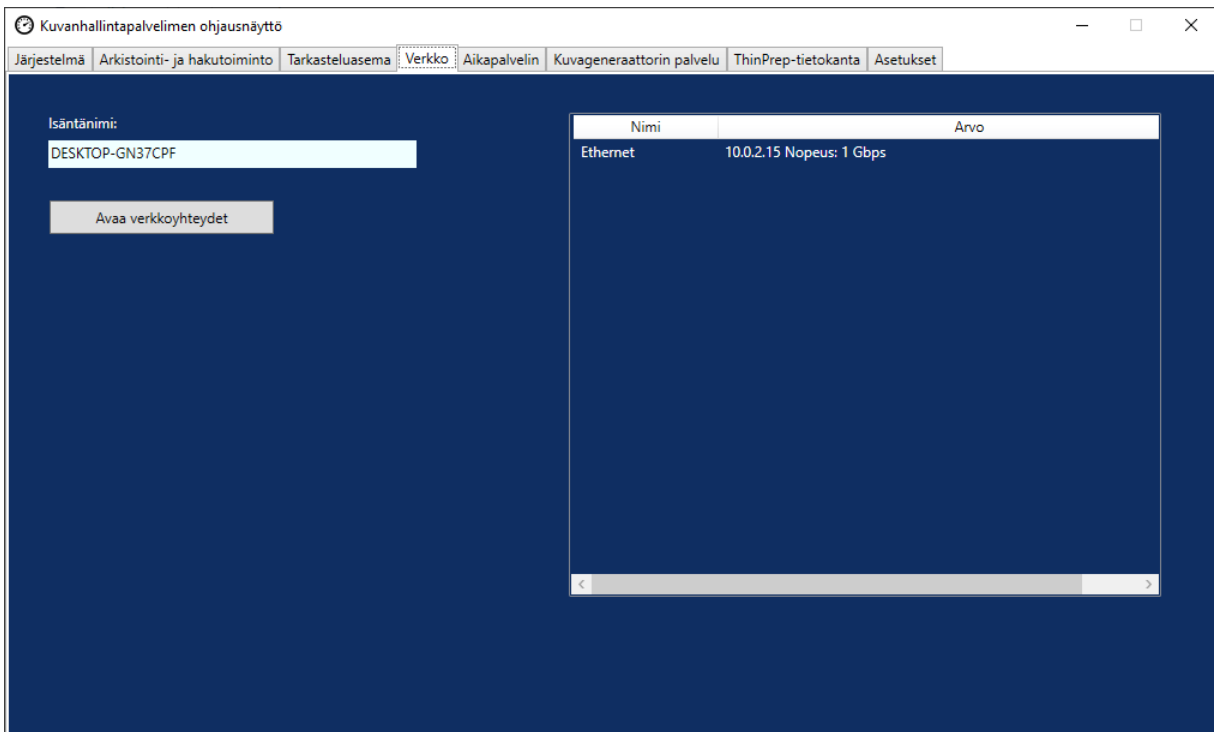 Kuvanhallintapalvelimen ohjausnäyttö
Järjestelmä Arkistointi- ja hakutoiminto Tarkasteluasema Verkko Aikapalvelin Kuvageneraattorin palvelu ThinPrep-tietokanta Asetukset
Isäntänimi:
DESKTOP-GN37CPF
Avaa verkkoyhteydet
Nimi Arvo
Ethernet 10.0.2.15 Nopeus: 1 Gbps